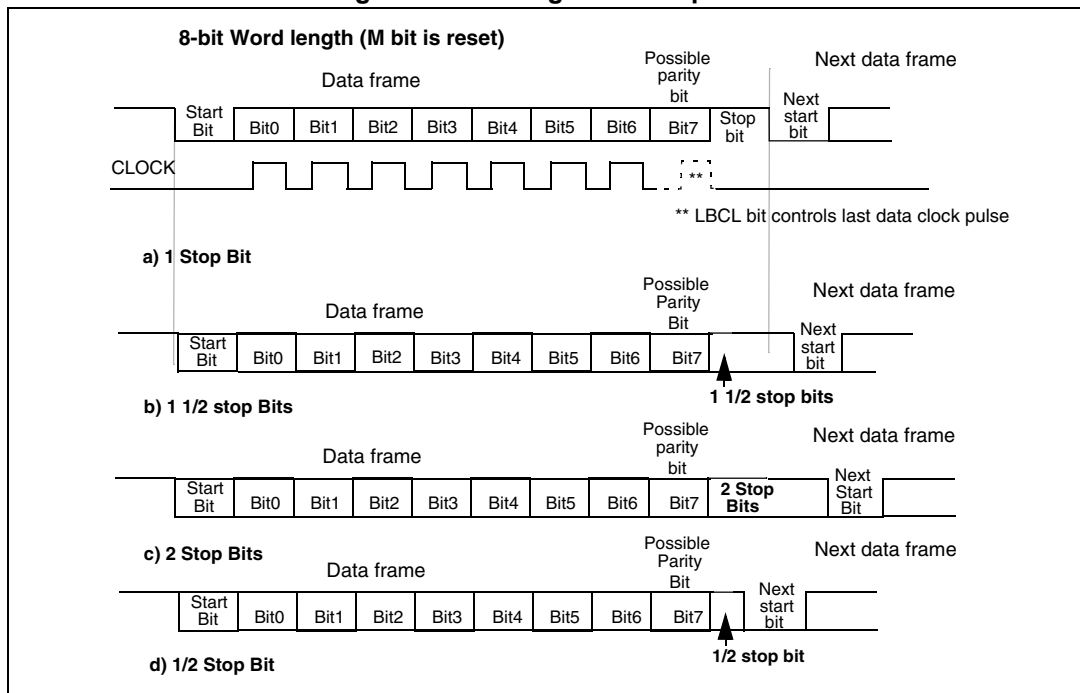 8-bit Word length (M bit is reset)
Possible
parity
bit
Next data frame
Data frame
Start
Bit
Bit0
Bit1
Bit2
Bit3
Bit4
Bit5
Bit6
Bit7
Stop
bit
Next
start
bit
CLOCK
**
** LBCL bit controls last data clock pulse
a) 1 Stop Bit
Possible
Parity
Bit
Next data frame
Data frame
Start
Bit
Bit0
Bit1
Bit2
Bit3
Bit4
Bit5
Bit6
Bit7
Next
start
bit
1 1/2 stop bits
b) 1 1/2 stop Bits
Possible
parity
bit
Next data frame
Data frame
Start
Bit
Bit0
Bit1
Bit2
Bit3
Bit4
Bit5
Bit6
Bit7
2 Stop
Bits
Next
Start
Bit
c) 2 Stop Bits
Possible
Parity
Bit
Next data frame
Data frame
Start
Bit
Bit0
Bit1
Bit2
Bit3
Bit4
Bit5
Bit6
Bit7
Next
start
bit
1/2 stop bit
d) 1/2 Stop Bit